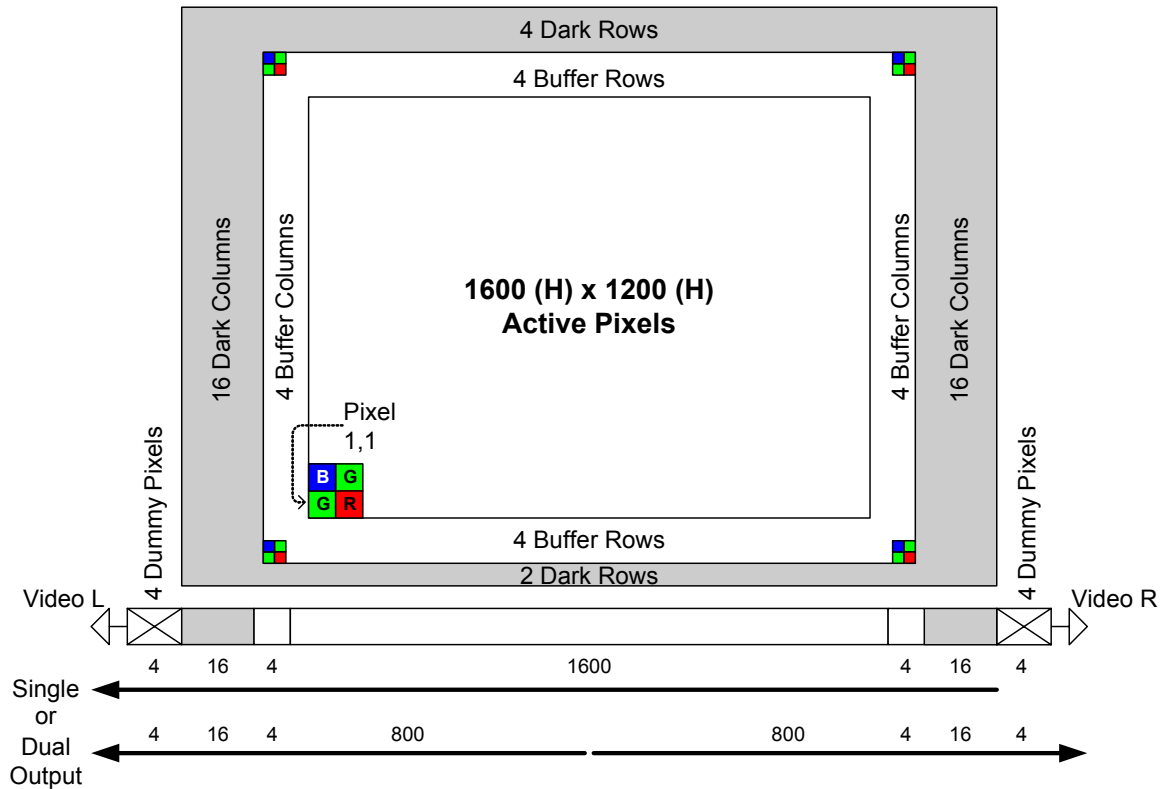 4 Dark Rows
4 Buffer Rows
16 Dark Columns
4 Buffer Columns
1600 (H) x 1200 (H)
Active Pixels
4 Buffer Columns
16 Dark Columns
Pixel
1,1
B G
G R
4 Dummy Pixels
4 Buffer Rows
2 Dark Rows
4 Dummy Pixels
Video L
Video R
4 16 4 1600 4 16 4
Single
or
Dual
Output
4 16 4 800 800 4 16 4